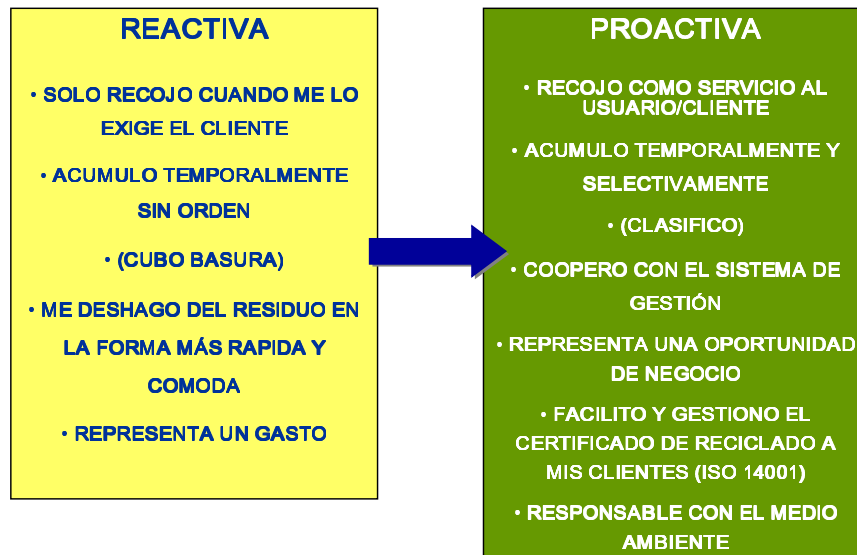 REACTIVA
• SOLO RECOJO CUANDO ME LO
EXIGE EL CLIENTE
• ACUMULO TEMPORALMENTE
SIN ORDEN
• (CUBO BASURA)
• ME DESHAGO DEL RESIDUO EN
LA FORMA MÁS RAPIDA Y
COMODA
• REPRESENTA UN GASTO
PROACTIVA
• RECOJO COMO SERVICIO AL
USUARIO/CLIENTE
• ACUMULO TEMPORALMENTE Y
SELECTIVAMENTE
• (CLASIFICO)
• COOPERO CON EL SISTEMA DE
GESTIÓN
• REPRESENTA UNA OPORTUNIDAD
DE NEGOCIO
• FACILITO Y GESTIONO EL
CERTIFICADO DE RECICLADO A
MIS CLIENTES (ISO 14001)
• RESPONSABLE CON EL MEDIO
AMBIENTE